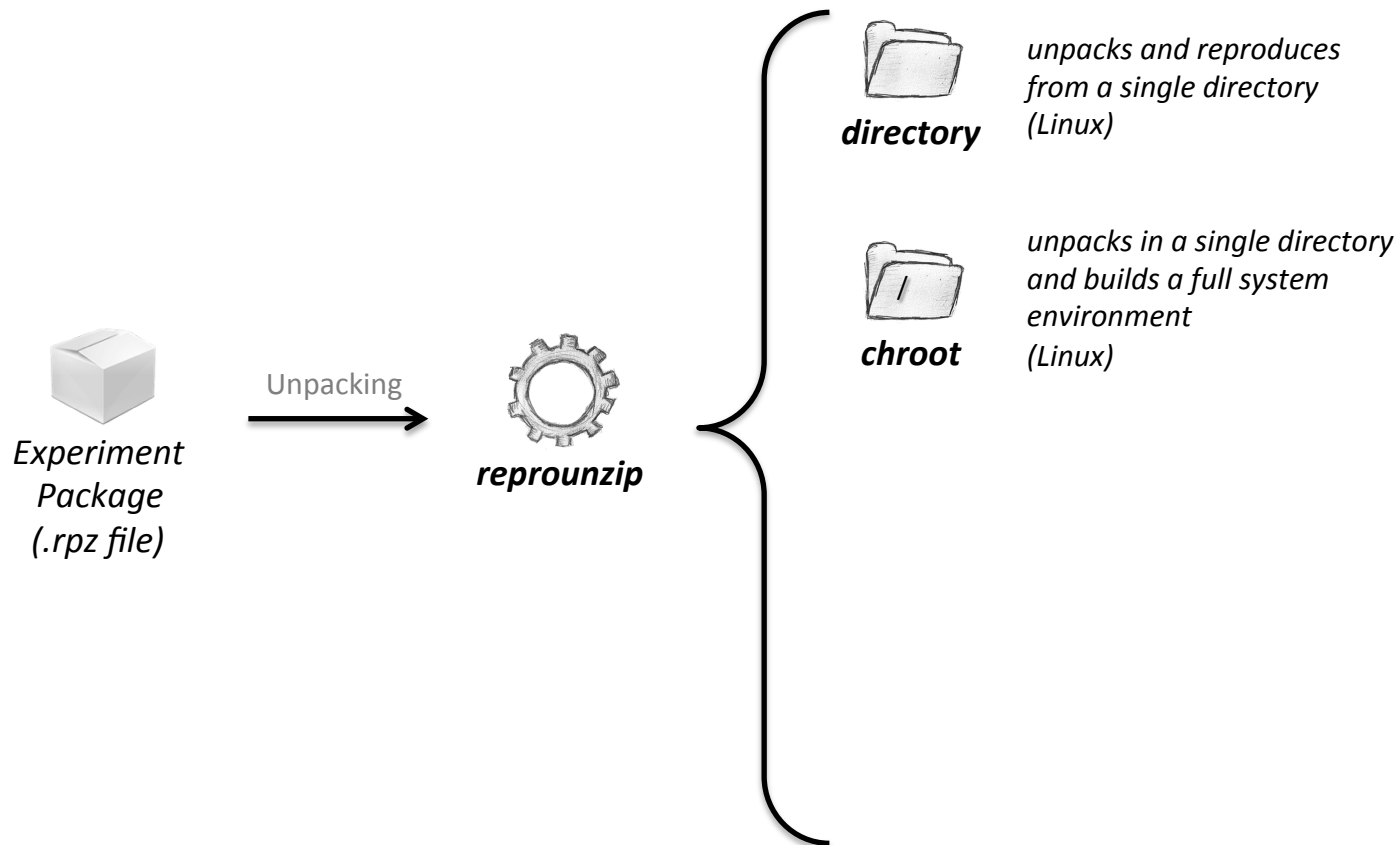 Experiment
Package
(.rpz file)
Unpacking
reprounzip
directory
unpacks and reproduces
from a single directory
(Linux)
/
chroot
unpacks in a single directory
and builds a full system
environment
(Linux)